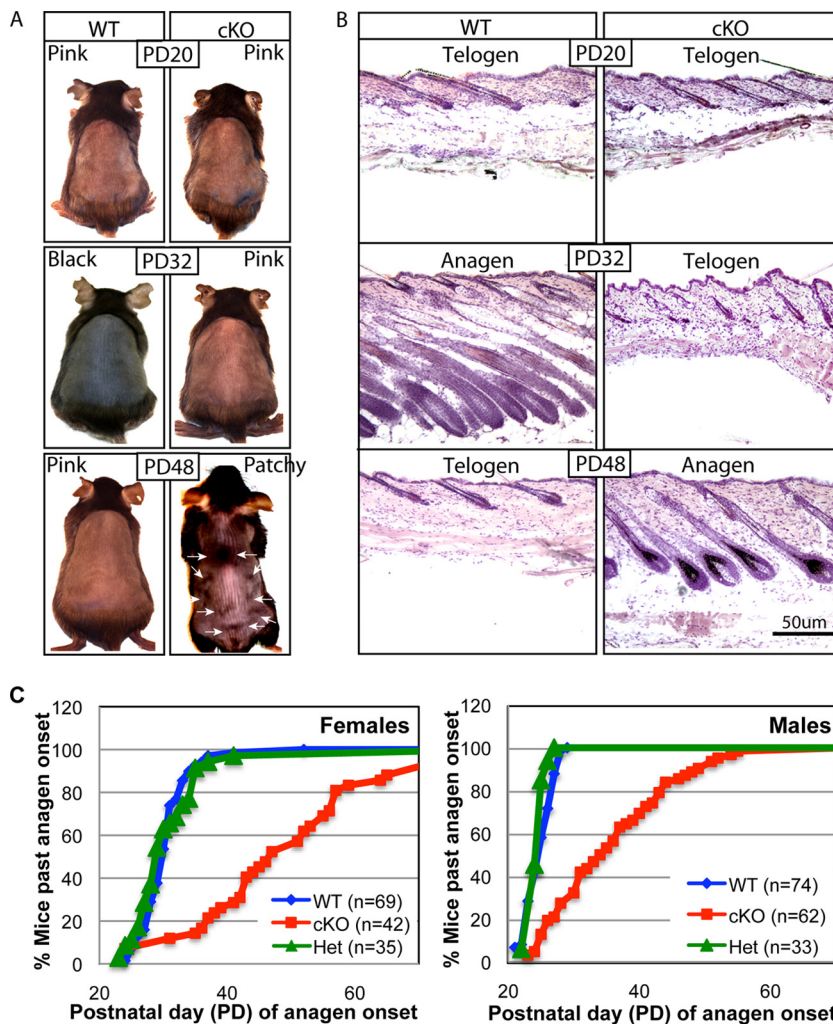 A
WT
cKO
Pink
PD20
Pink
Black
PD32
Pink
Pink
PD48
Patchy
B
WT
cKO
Telogen
PD20
Telogen
Anagen
PD32
Telogen
Telogen
PD48
Anagen
50um
C
120
100
80
60
40
20
0
% Mice past anagen onset
Females
WT (n=69)
cKO (n=42)
Het (n=35)
20
40
60
Postnatal day (PD) of anagen onset
120
100
80
60
40
20
0
% Mice past anagen onset
Males
WT (n=74)
cKO (n=62)
Het (n=33)
20
40
60
Postnatal day (PD) of anagen onset